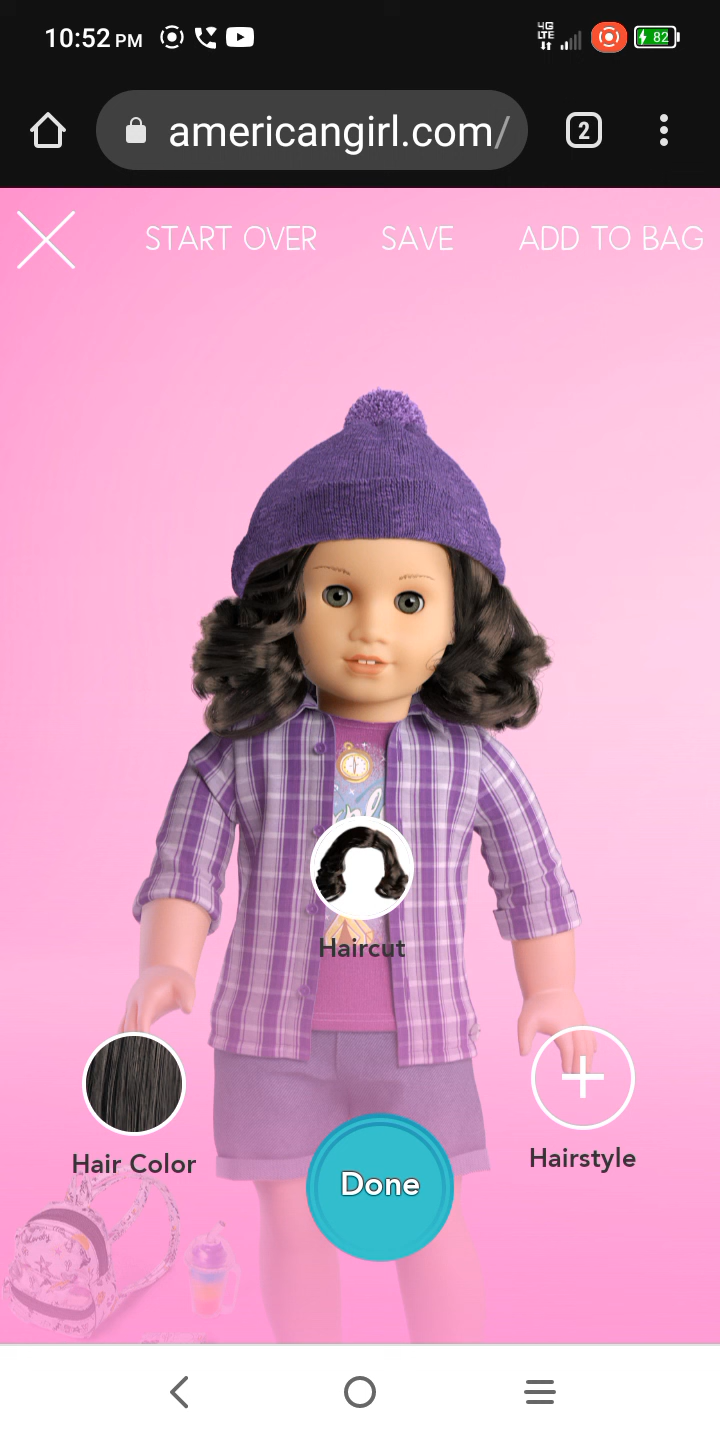 10:52 PM
4G
LTE
82
americangirl.com/
2
START OVER
SAVE
ADD TO BAG
Haircut
Hair Color
Hairstyle
Done